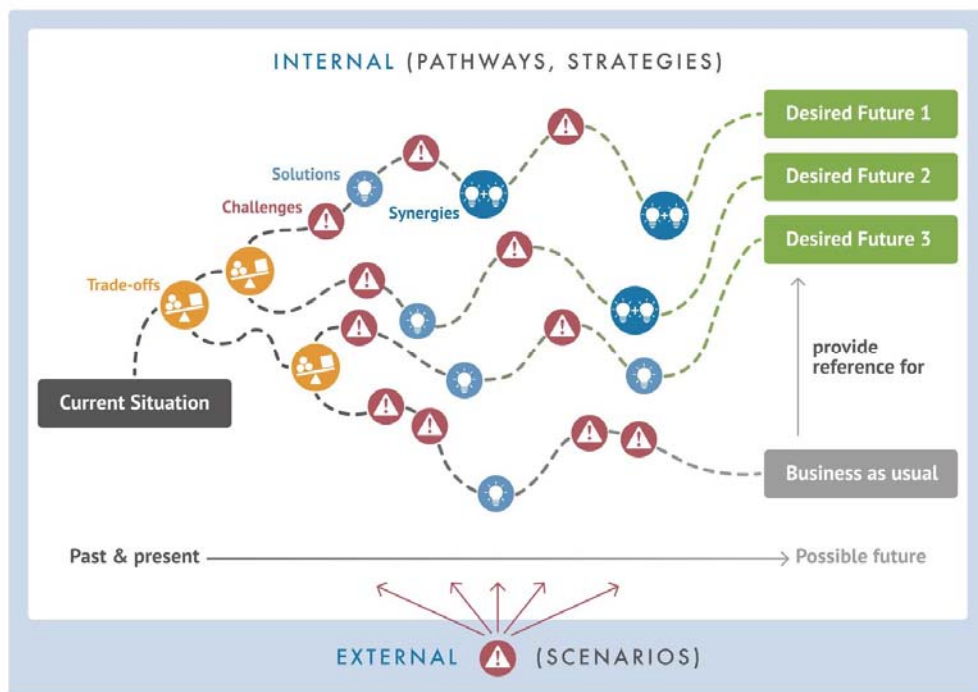 INTERNAL (PATHWAYS, STRATEGIES)
Desired Future 1
Solutions
Desired Future 2
Challenges
Synergies
Desired Future 3
Trade-offs
provide
reference for
Current Situation
Business as usual
Past & present
Possible future
EXTERNAL (SCENARIOS)